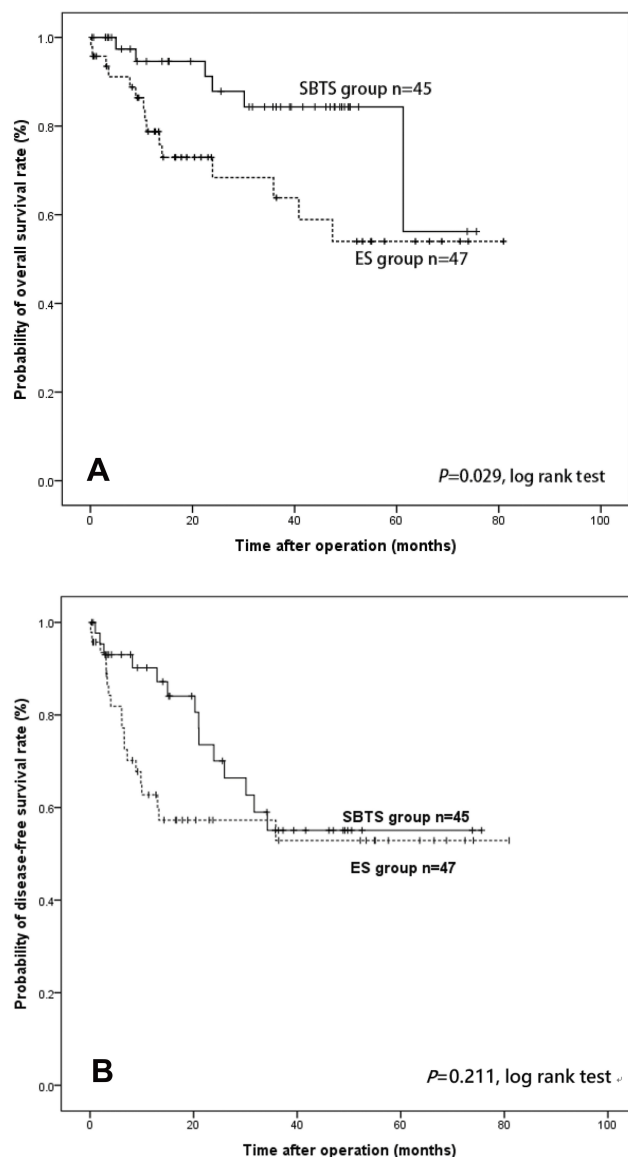 Probability of overall survival rate (%)
1.0
0.8
0.6
0.4
0.2
0.0
SBTS group n=45
ES group n=47
A
P=0.029, log rank test
0 20 40 60 80 100
Time after operation (months)
Probability of disease-free survival rate (%)
1.0
0.8
0.6
0.4
0.2
0.0
SBTS group n=45
ES group n=47
B
P=0.211, log rank test
0 20 40 60 80 100
Time after operation (months)